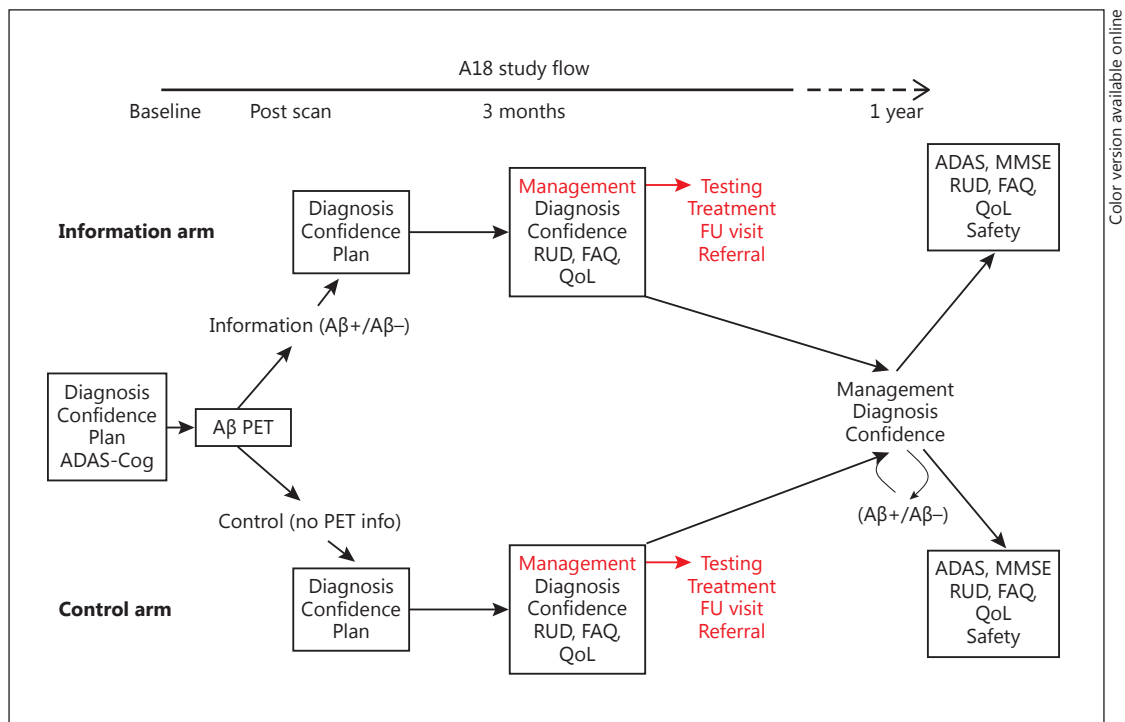 A18 study flow
Baseline
Post scan
3 months
1 year
Information arm
Diagnosis
Confidence
Plan
Management
Diagnosis
Confidence
RUD, FAQ,
QoL
Testing
Treatment
FU visit
Referral
ADAS, MMSE
RUD, FAQ,
QoL
Safety
Information (Aβ+/Aβ–)
Diagnosis
Confidence
Plan
ADAS-Cog
Aβ PET
Management
Diagnosis
Confidence
(Aβ+/Aβ–)
Control (no PET info)
Control arm
Diagnosis
Confidence
Plan
Management
Diagnosis
Confidence
RUD, FAQ,
QoL
Testing
Treatment
FU visit
Referral
ADAS, MMSE
RUD, FAQ,
QoL
Safety
Color version available online